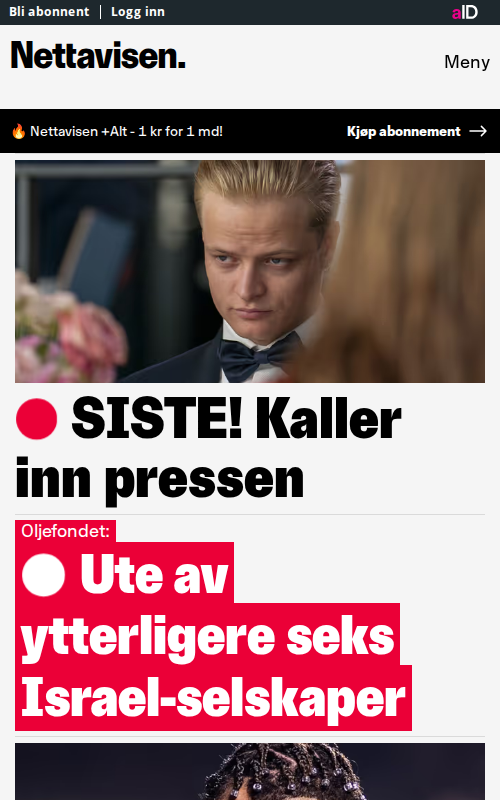 Bli abonnent | Logg inn
aID
Nettavisen.
Meny
🔥 Nettavisen +Alt - 1 kr for 1 md!
Kjøp abonnement →
SISTE! Kaller
inn pressen
Oljefondet:
Ute av
ytterligere seks
Israel-selskaper